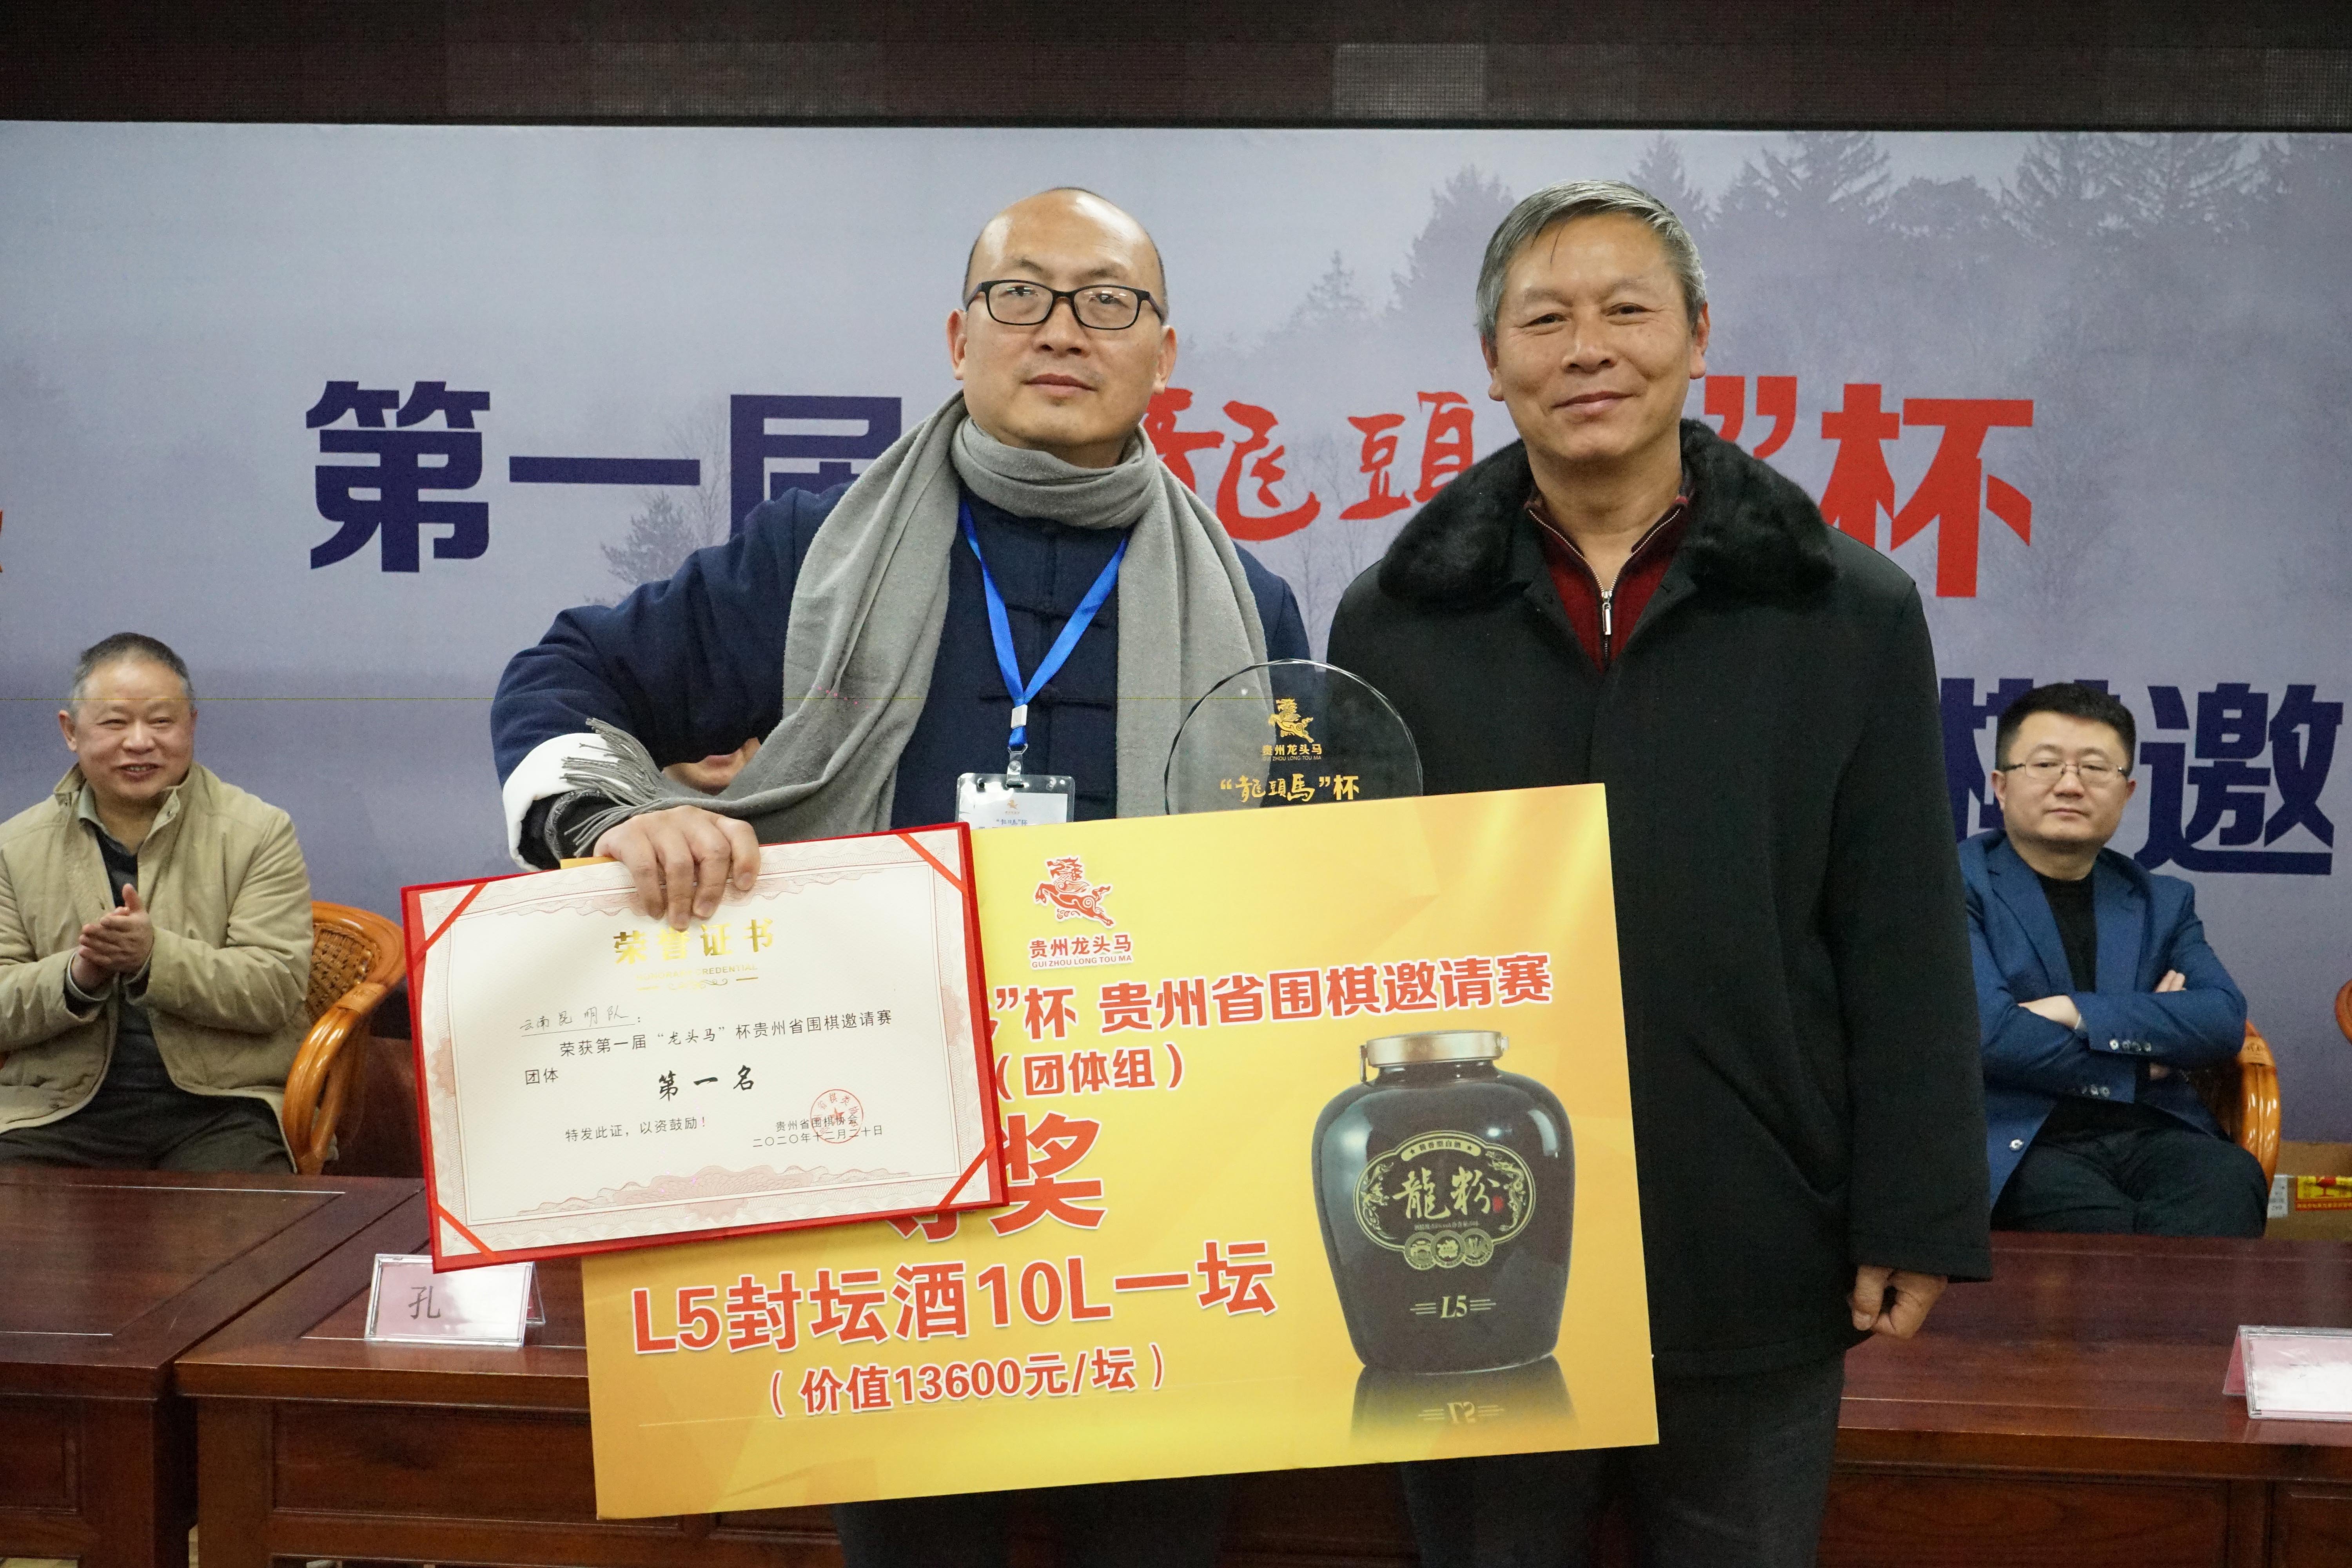 第一届 龍頭 ”杯
棋邀
贵州龙头马
GUI ZHOU LONG TOU MA
“龍頭馬”杯
荣誉证书
CREDENTIAL
云南昆明队：
荣获第一届“龙头马”杯贵州省围棋邀请赛
团体
第一名
特发此证，以资鼓励！
贵州省围棋协会
二〇二〇年十二月二十日
贵州龙头马
GUI ZHOU LONG TOU MA
”杯 贵州省围棋邀请赛
（团体组）
等奖
L5封坛酒10L一坛
（价值13600元/坛）
龍粉
L5
孔